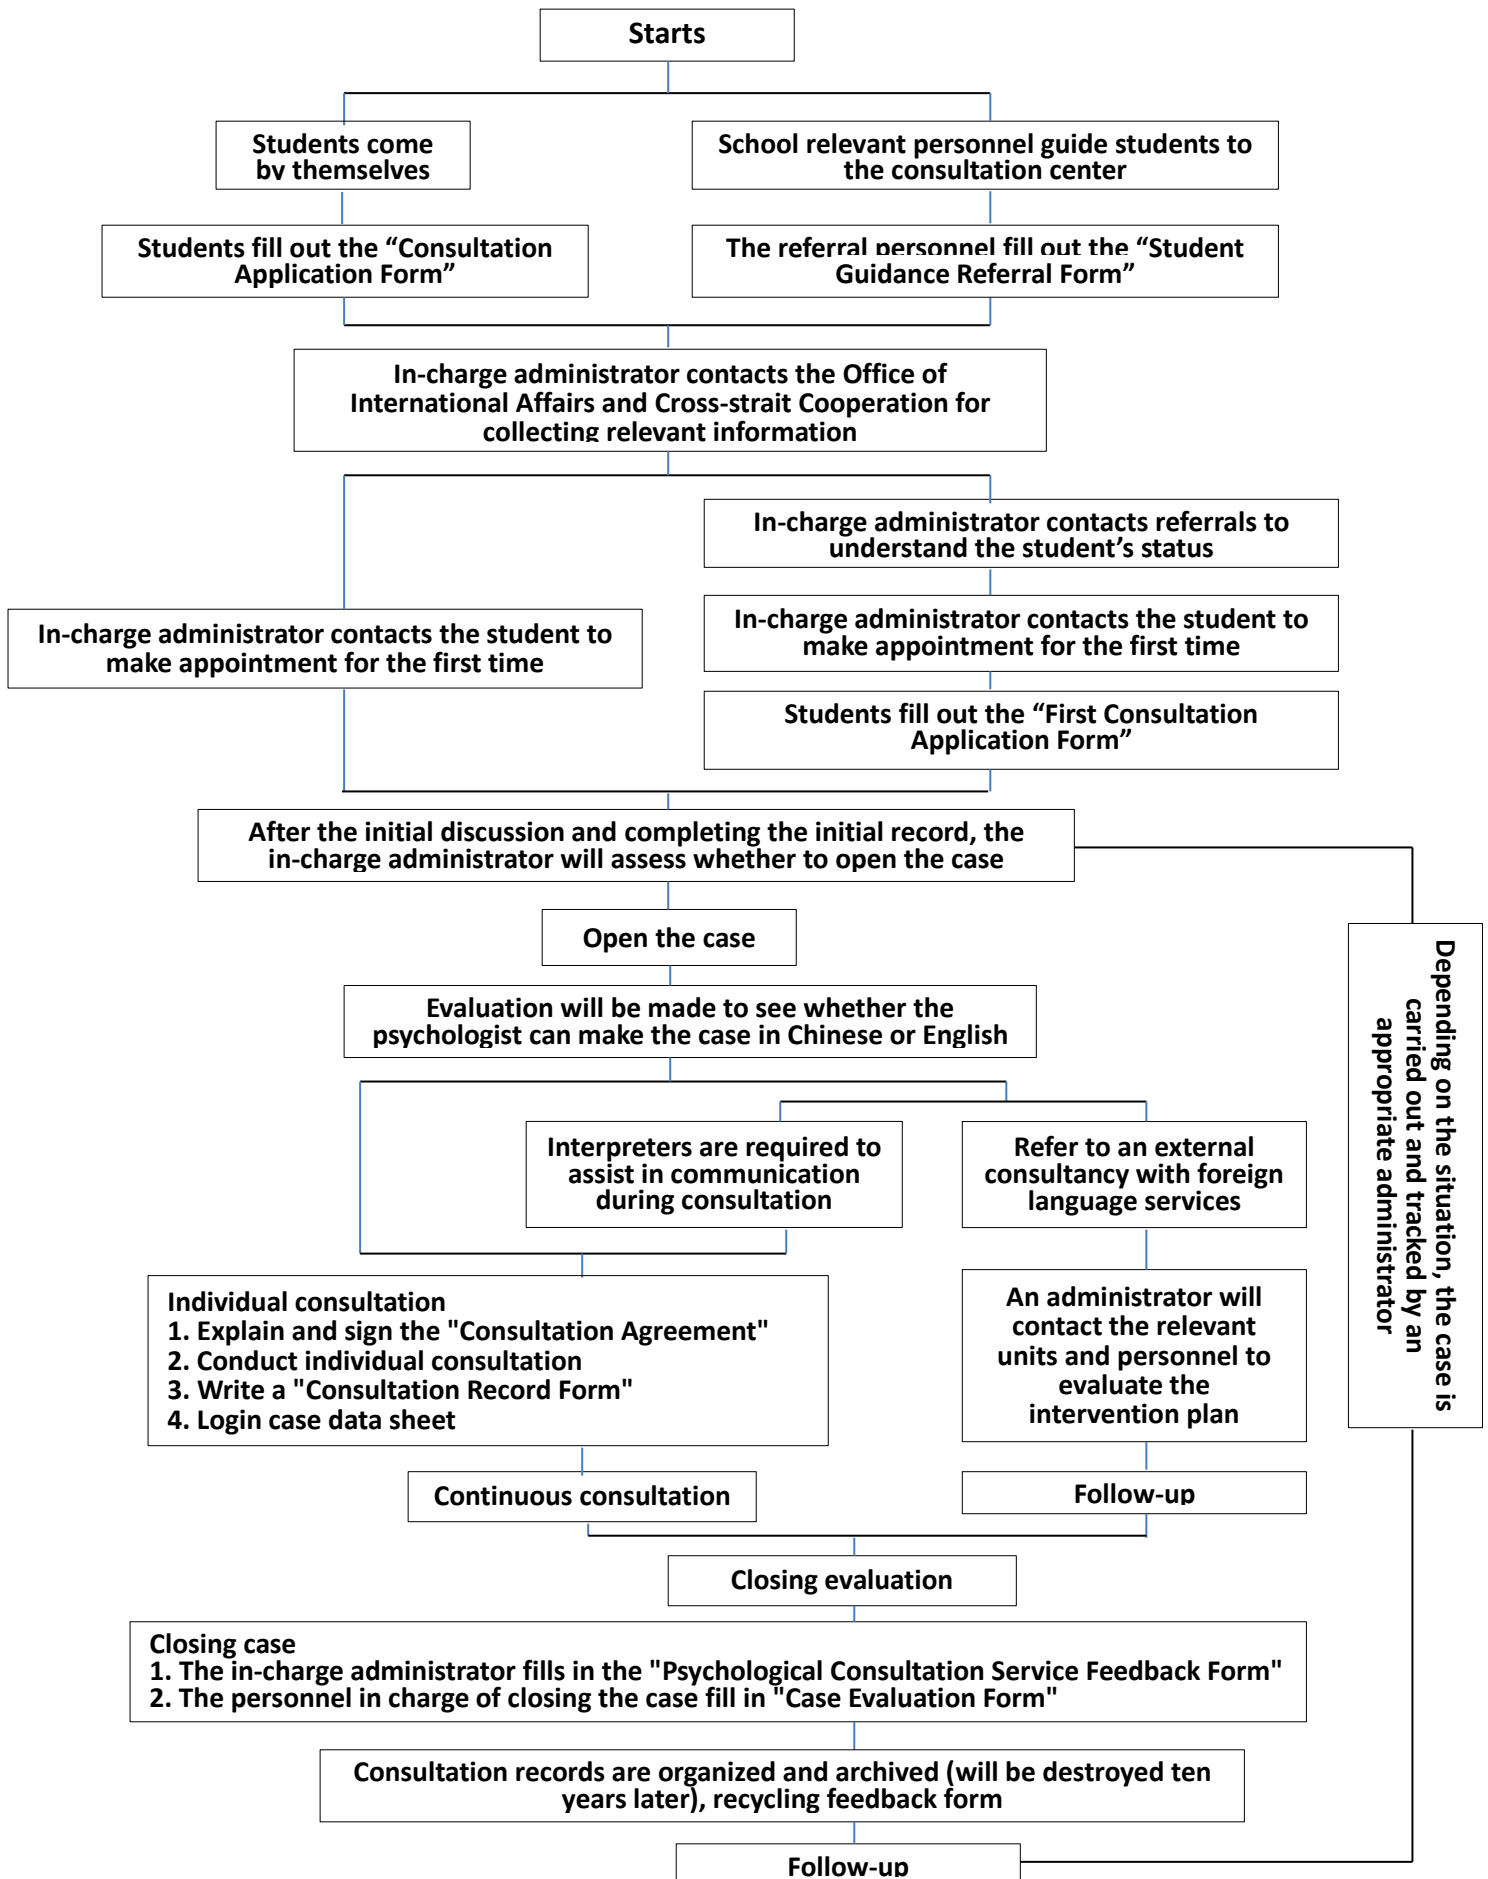 Starts
Students come
by themselves
School relevant personnel guide students to
the consultation center
Students fill out the “Consultation
Application Form”
The referral personnel fill out the “Student
Guidance Referral Form”
In-charge administrator contacts the Office of
International Affairs and Cross-strait Cooperation for
collecting relevant information
In-charge administrator contacts referrals to
understand the student’s status
In-charge administrator contacts the student to
make appointment for the first time
In-charge administrator contacts the student to
make appointment for the first time
Students fill out the “First Consultation
Application Form”
After the initial discussion and completing the initial record, the
in-charge administrator will assess whether to open the case
Open the case
Depending on the situation, the case is
carried out and tracked by an
appropriate administrator
Evaluation will be made to see whether the
psychologist can make the case in Chinese or English
Interpreters are required to
assist in communication
during consultation
Refer to an external
consultancy with foreign
language services
Individual consultation
1. Explain and sign the "Consultation Agreement"
2. Conduct individual consultation
3. Write a "Consultation Record Form"
4. Login case data sheet
An administrator will
contact the relevant
units and personnel to
evaluate the
intervention plan
Continuous consultation
Follow-up
Closing evaluation
Closing case
1. The in-charge administrator fills in the "Psychological Consultation Service Feedback Form"
2. The personnel in charge of closing the case fill in "Case Evaluation Form"
Consultation records are organized and archived (will be destroyed ten
years later), recycling feedback form
Follow-up